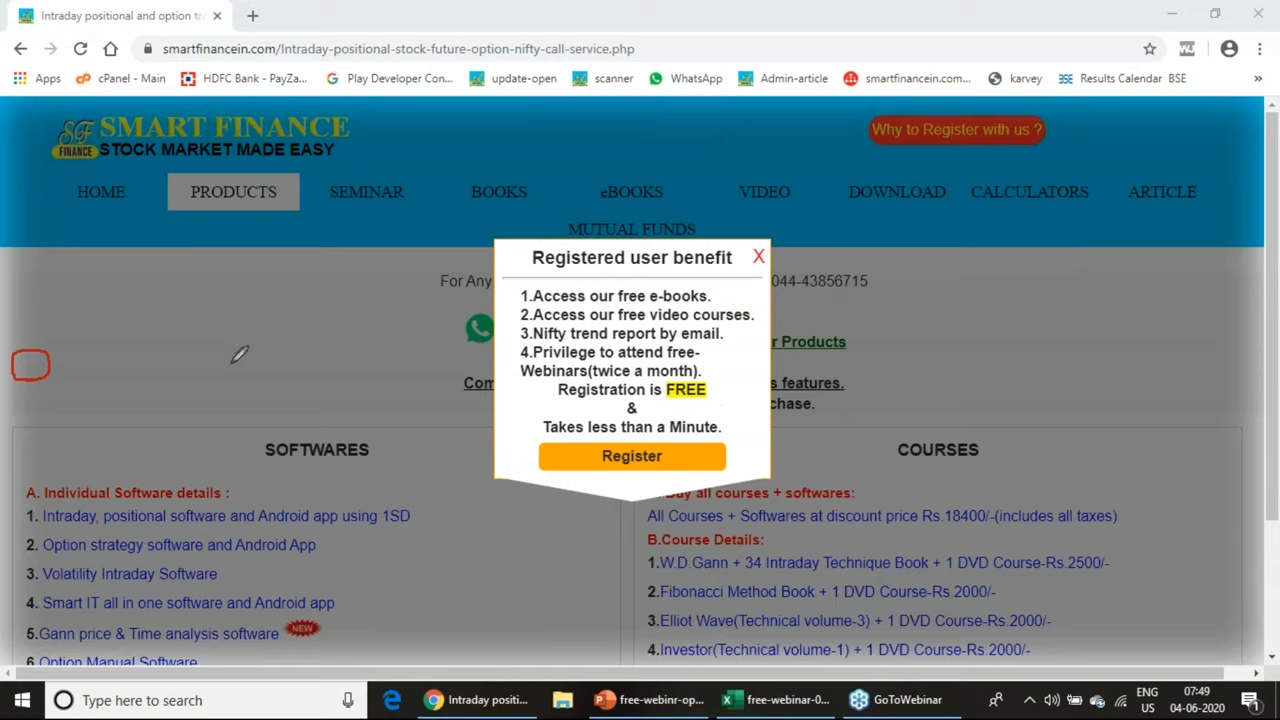 Intraday positional and option tr
smartfinancein.com/Intraday-positional-stock-future-option-nifty-call-service.php
Apps cPanel - Main HDFC Bank - PayZa... Play Developer Con... update-open scanner WhatsApp Admin-article smartfinancein.com... karvey Results Calendar BSE
SMART FINANCE
FINANCE STOCK MARKET MADE EASY
Why to Register with us ?
HOME PRODUCTS SEMINAR BOOKS eBOOKS VIDEO DOWNLOAD CALCULATORS ARTICLE
MUTUAL FUNDS
Registered user benefit X
For Any 044-43856715
1.Access our free e-books.
2.Access our free video courses.
3.Nifty trend report by email.
r Products
4.Privilege to attend free-
Webinars(twice a month).
Com s features.
Registration is FREE
chase.
&
Takes less than a Minute.
Register
SOFTWARES
A. Individual Software details :
1. Intraday, positional software and Android app using 1SD
2. Option strategy software and Android App
3. Volatility Intraday Software
4. Smart IT all in one software and Android app
5.Gann price & Time analysis software NEW
6 Option Manual Software
COURSES
Buy all courses + softwares:
All Courses + Softwares at discount price Rs.18400/-(includes all taxes)
B.Course Details:
1.W.D.Gann + 34 Intraday Technique Book + 1 DVD Course-Rs.2500/-
2.Fibonacci Method Book + 1 DVD Course-Rs 2000/-
3.Elliot Wave(Technical volume-3) + 1 DVD Course-Rs.2000/-
4.Investor(Technical volume-1) + 1 DVD Course-Rs.2000/-
Type here to search
Intraday positi...
free-webinr-op...
free-webinar-0...
GoToWebinar
ENG
US
07:49
04-06-2020
1